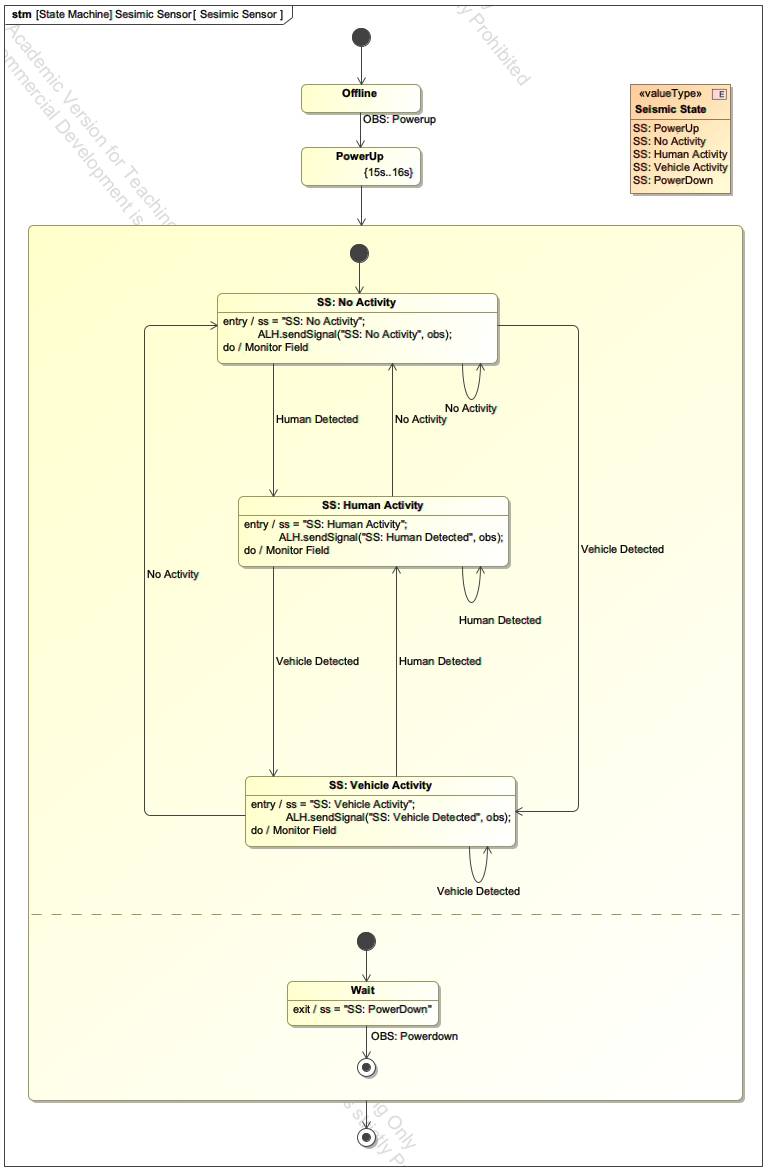 stm [State Machine] Sesimic Sensor[ Sesimic Sensor ]
Academic Version for Teaching
ommercial Development is
y Prohibited
Offline
OBS: Powerup
PowerUp
{15s..16s}
«valueType» E
Seismic State
SS: PowerUp
SS: No Activity
SS: Human Activity
SS: Vehicle Activity
SS: PowerDown
SS: No Activity
entry / ss = "SS: No Activity";
ALH.sendSignal("SS: No Activity", obs);
do / Monitor Field
No Activity
Human Detected
No Activity
SS: Human Activity
entry / ss = "SS: Human Activity";
ALH.sendSignal("SS: Human Detected", obs);
do / Monitor Field
Vehicle Detected
No Activity
Human Detected
Vehicle Detected
Human Detected
SS: Vehicle Activity
entry / ss = "SS: Vehicle Activity";
ALH.sendSignal("SS: Vehicle Detected", obs);
do / Monitor Field
Vehicle Detected
Wait
exit / ss = "SS: PowerDown"
OBS: Powerdown
ng Only
s strictly P